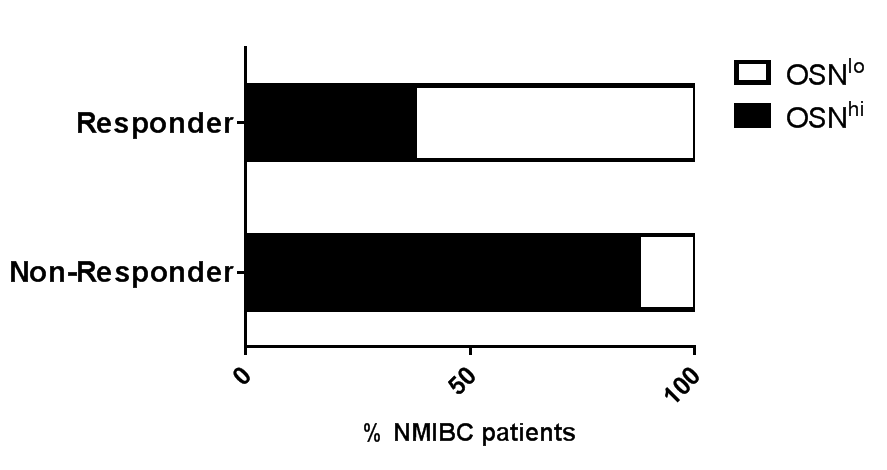 OSNlo
OSNhi
Responder
Non-Responder
0
50
100
% NMIBC patients